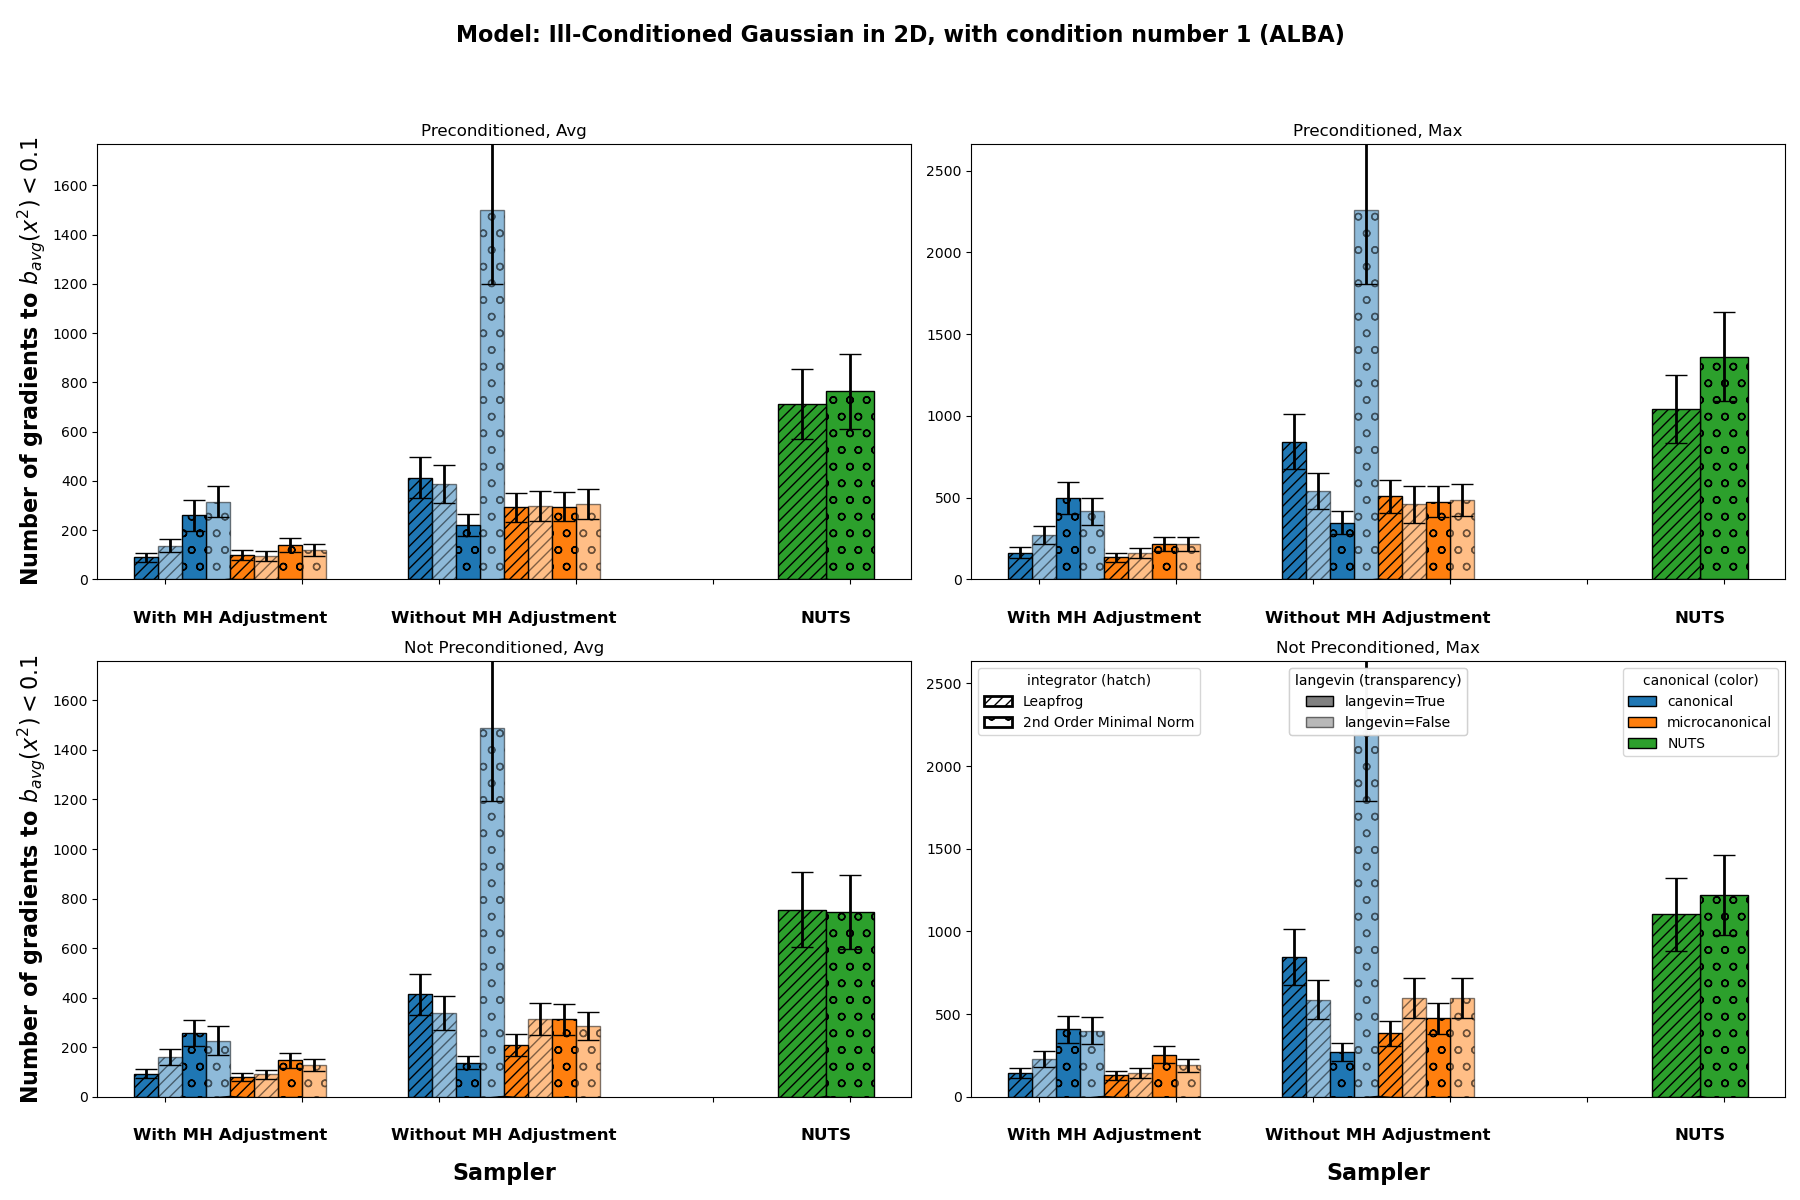 Model: Ill-Conditioned Gaussian in 2D, with condition number 1 (ALBA)
Preconditioned, Avg
Number of gradients to b_avg(x²) < 0.1
1600
1400
1200
1000
800
600
400
200
0
With MH Adjustment
Without MH Adjustment
NUTS
Preconditioned, Max
2500
2000
1500
1000
500
0
With MH Adjustment
Without MH Adjustment
NUTS
Not Preconditioned, Avg
Number of gradients to b_avg(x²) < 0.1
1600
1400
1200
1000
800
600
400
200
0
With MH Adjustment
Without MH Adjustment
NUTS
Sampler
Not Preconditioned, Max
2500
2000
1500
1000
500
0
integrator (hatch)
Leapfrog
2nd Order Minimal Norm
langevin (transparency)
langevin=True
langevin=False
canonical (color)
canonical
microcanonical
NUTS
With MH Adjustment
Without MH Adjustment
NUTS
Sampler